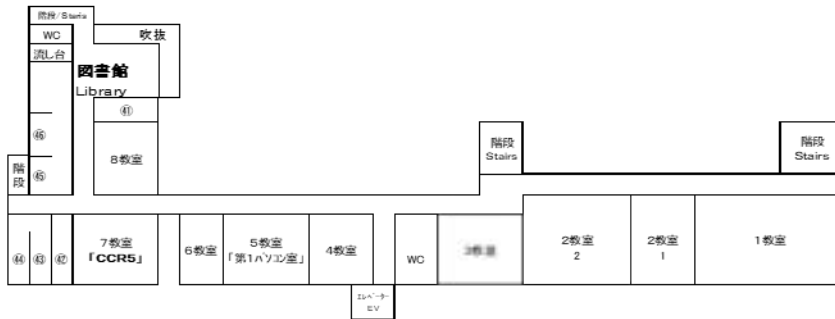 階段/Stairs
WC
吹抜
流し台
図書館
Library
㊶
㊻
8教室
階段
Stairs
階段
Stairs
階段
㊺
7教室
「CCR5」
6教室
5教室
「第1パソコン室」
4教室
WC
2教室
2
2教室
1
1教室
㊹
㊸
㊷
エレベーター
EV